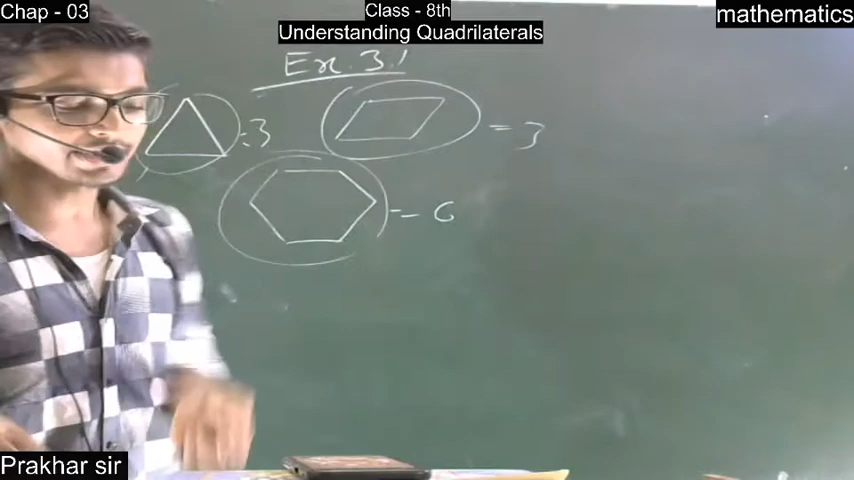 Chap - 03
Class - 8th
mathematics
Understanding Quadrilaterals
Ex. 3.1
:3
= 3
- 6
Prakhar sir